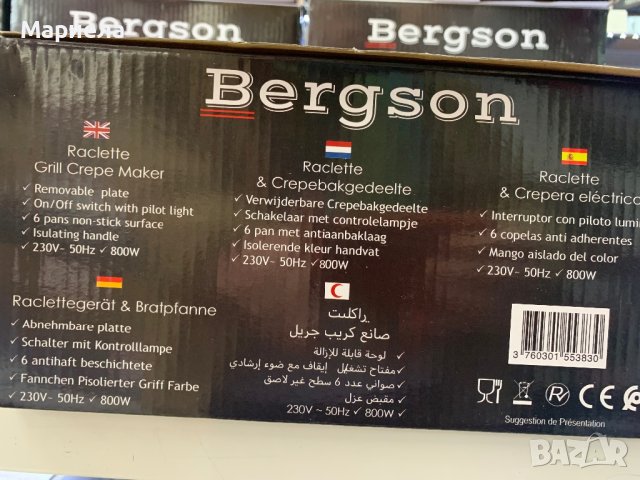 Мариела
Bergson
Bergson
Bergson
Raclette
Grill Crepe Maker
✓ Removable plate
✓ On/Off switch with pilot light
✓ 6 pans non-stick surface
✓ Isulating handle
✓ 230V~ 50Hz ✓ 800W
Raclette
& Crepebakgedeelte
✓ Verwijderbare Crepebakgedeelte
✓ Schakelaar met controlelampje
✓ 6 pan met antiaanbaklaag
✓ Isolerende kleur handvat
✓ 230V~ 50Hz ✓ 800W
Raclette
& Crepera eléctrica
✓ Interruptor con piloto
✓ 6 copelas anti adherentes
✓ Mango aislado del color
✓ 230V~ 50Hz ✓ 800W
Raclettegerät & Bratpfanne
✓ Abnehmbare platte
✓ Schalter mit Kontrolllampe
✓ 6 antihaft beschichtete
✓ Fannchen Pisolierter Griff Farbe
✓ 230V~ 50Hz ✓ 800W
راكليت
صانع كريب جريل
✓ لوحة قابلة للإزالة
✓ مفتاح تشغيل إيقاف مع ضوء إرشادي
✓ صواني عدد 6 سطح غير لاصق
✓ مقبض عزل
230V ~ 50Hz ✓ 800W
3 760301 553830
CE
Suggestion de Présentation
BAZAR